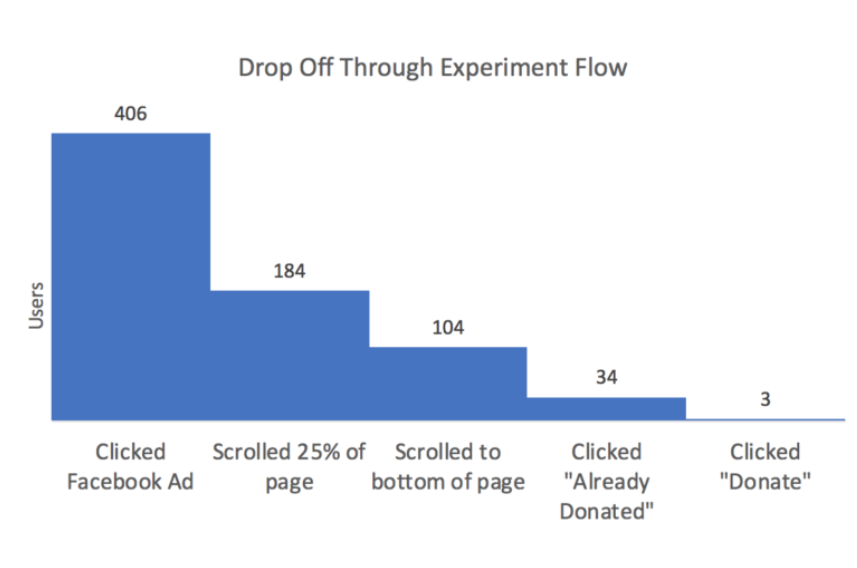 Drop Off Through Experiment Flow
406
184
104
34
3
Users
Clicked
Facebook Ad
Scrolled 25% of
page
Scrolled to
bottom of page
Clicked
"Already
Donated"
Clicked
"Donate"